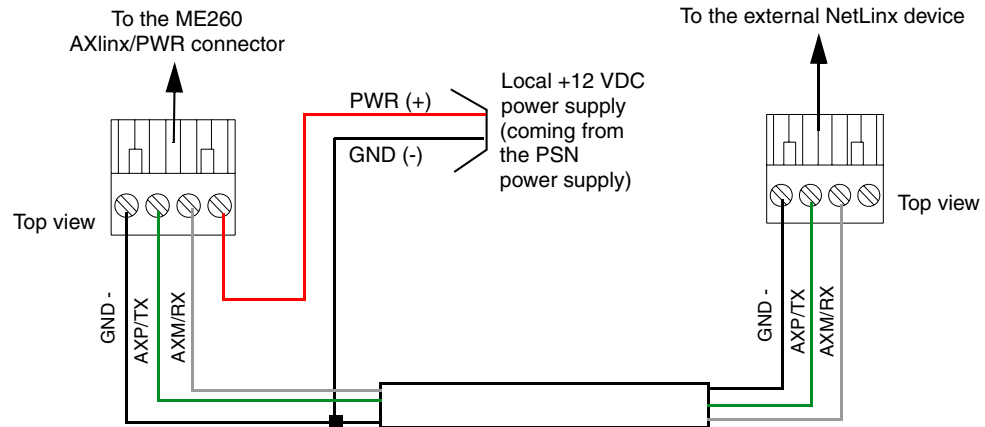 To the ME260
AXlinx/PWR connector
To the external NetLinx device
PWR (+)
GND (-)
Local +12 VDC
power supply
(coming from
the PSN
power supply)
Top view
Top view
GND -
AXP/TX
AXM/RX
GND -
AXP/TX
AXM/RX